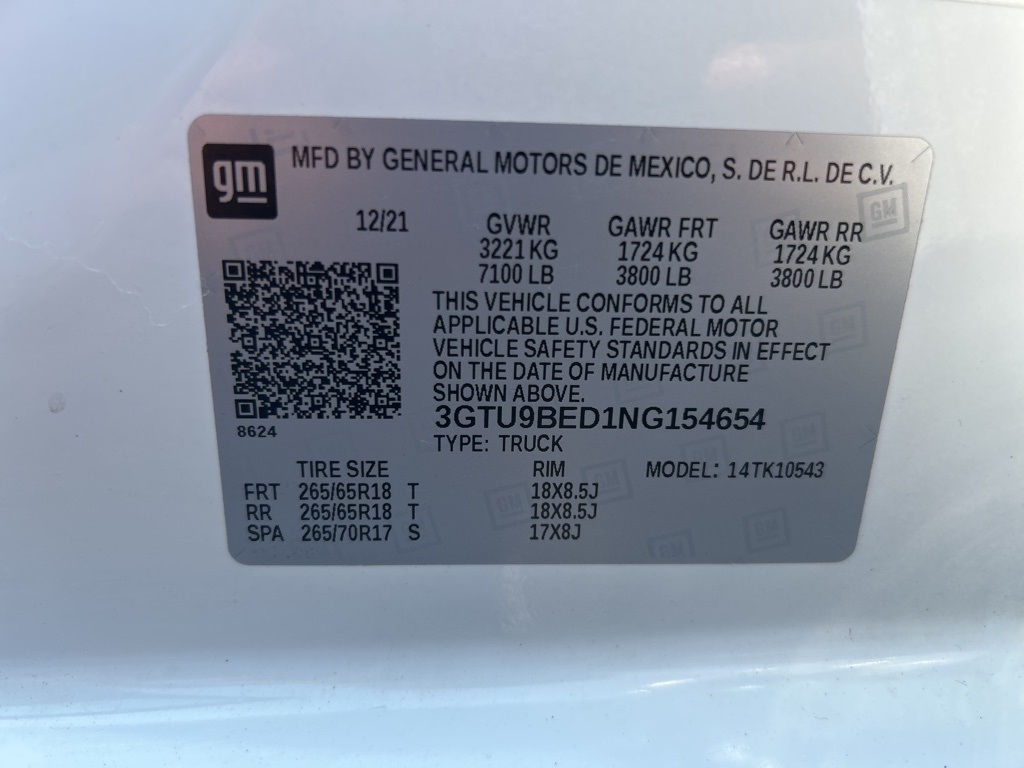 gm MFD BY GENERAL MOTORS DE MEXICO, S. DE R.L. DE C.V.
12/21 GVWR GAWR FRT GAWR RR
3221 KG 1724 KG 1724 KG
7100 LB 3800 LB 3800 LB
THIS VEHICLE CONFORMS TO ALL
APPLICABLE U.S. FEDERAL MOTOR
VEHICLE SAFETY STANDARDS IN EFFECT
ON THE DATE OF MANUFACTURE
SHOWN ABOVE.
3GTU9BED1NG154654
8624
TYPE: TRUCK
TIRE SIZE RIM MODEL: 14TK10543
FRT 265/65R18 T 18X8.5J
RR 265/65R18 T 18X8.5J
SPA 265/70R17 S 17X8J